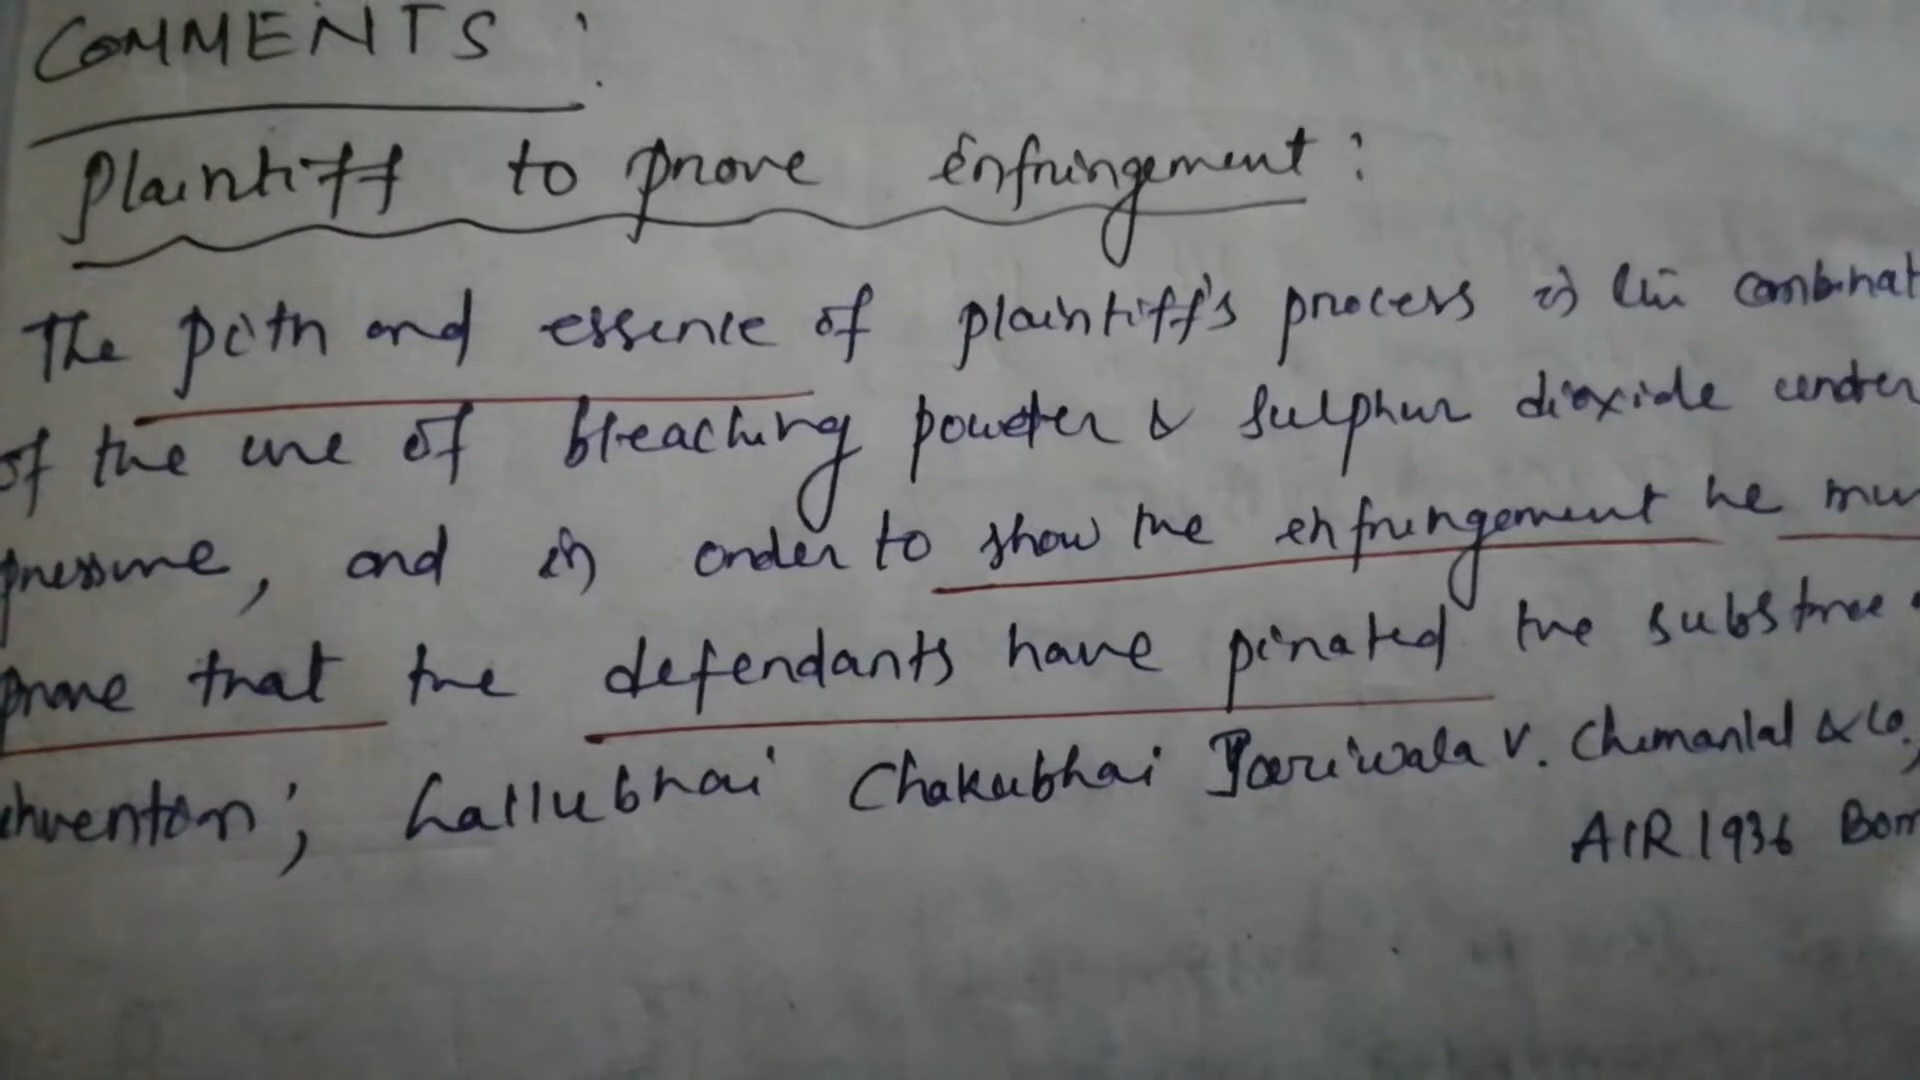 COMMENTS :
Plaintiff to prove infringement :
The pith and essence of plaintiff's process is the combinat
of the use of bleaching powder & sulphur dioxide under
pressure, and in order to show the infringement he mu
prove that the defendants have pirated the substnce
invention; Lallubhai Chakubhai Jariwala v. Chimanlal & Co.,
AIR 1936 Bom